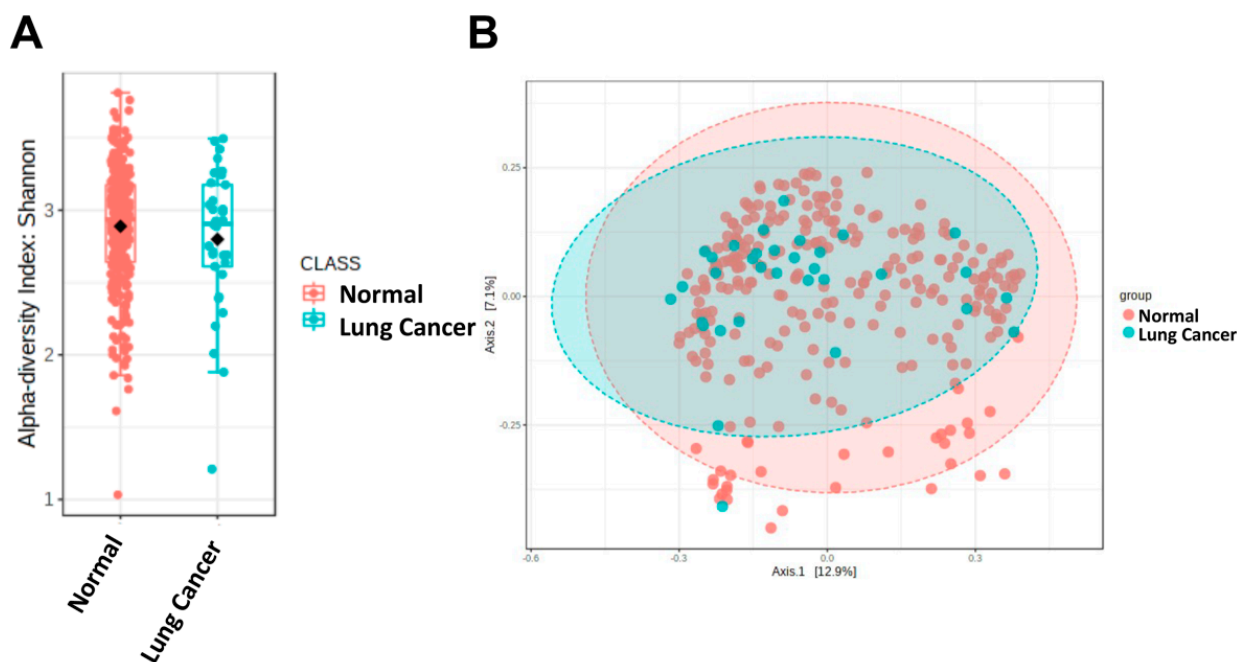 A
Alpha-diversity Index: Shannon
3
2
1
Normal
Lung Cancer
CLASS
Normal
Lung Cancer
B
Axis.2 [7.1%]
0.25
0.00
-0.25
-0.6
-0.3
0.0
0.3
Axis.1 [12.9%]
group
Normal
Lung Cancer